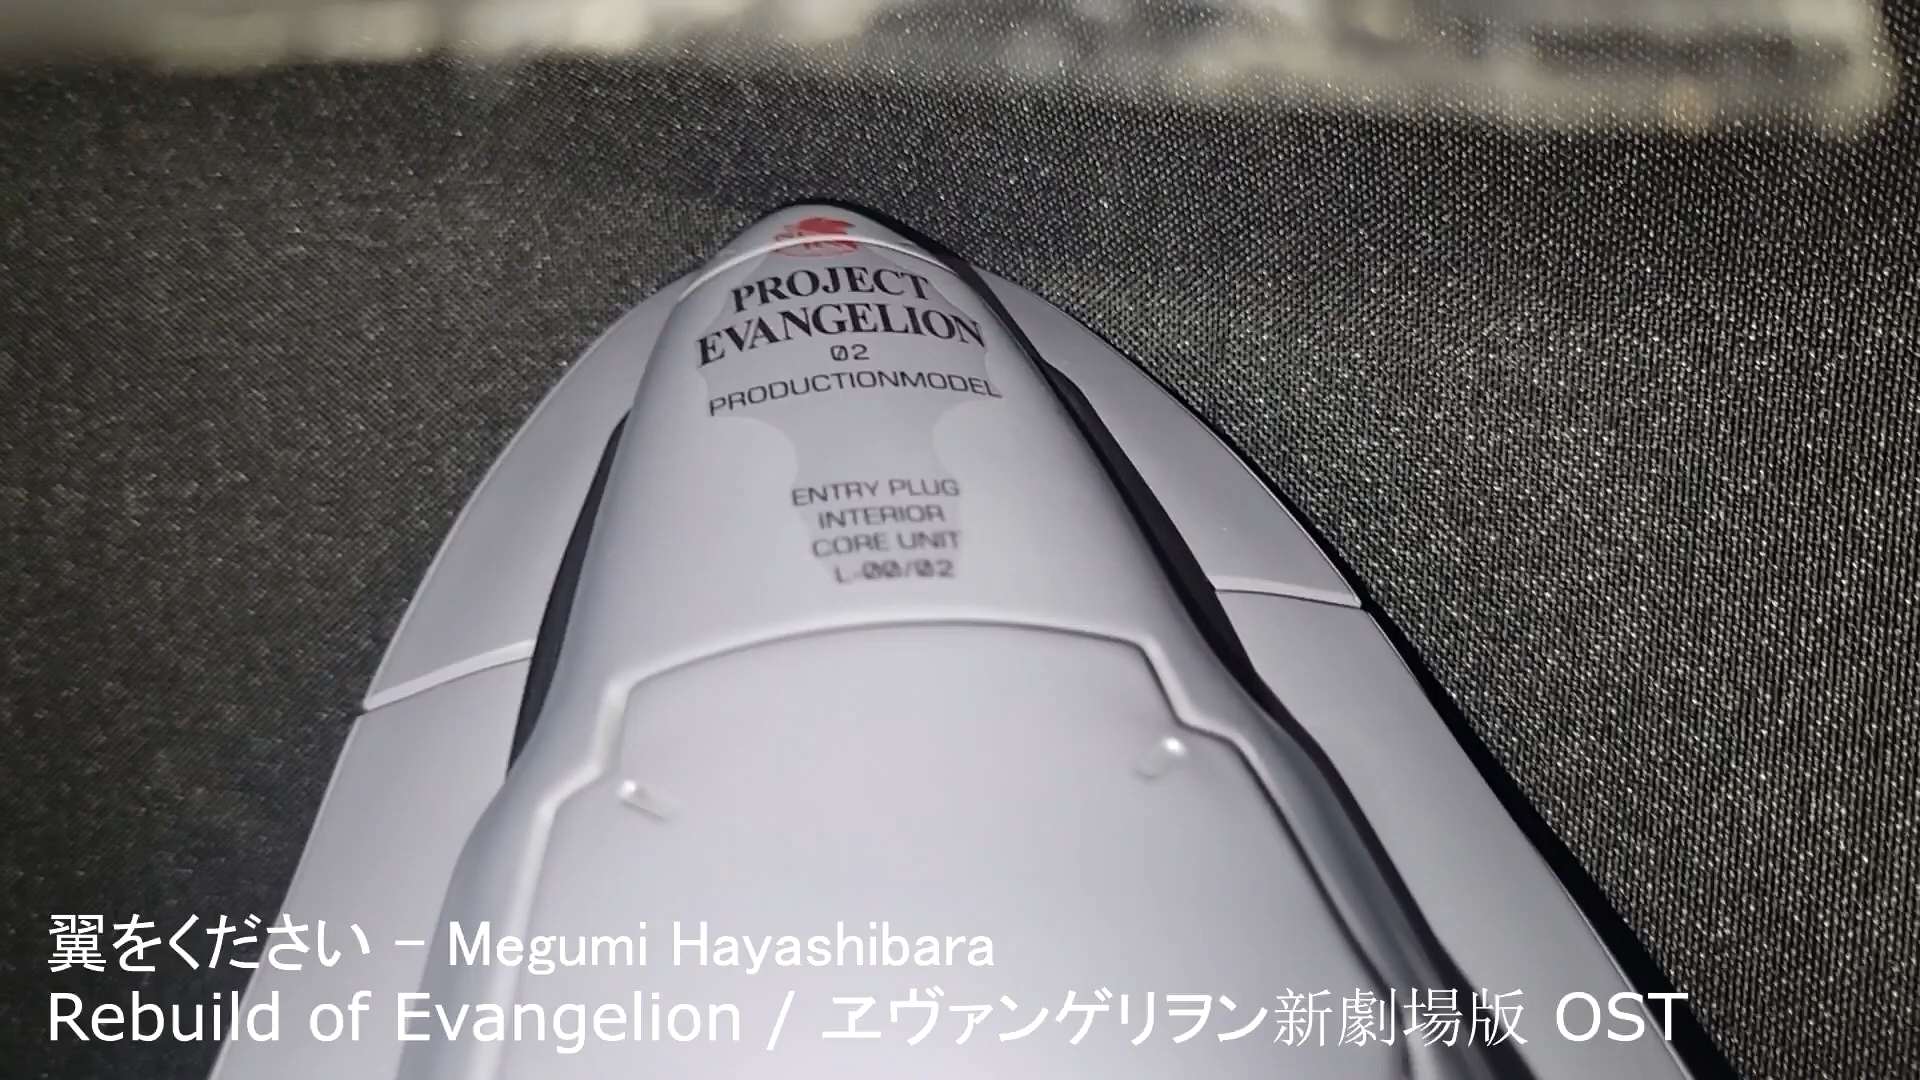 PROJECT
EVANGELION
02
PRODUCTIONMODEL
ENTRY PLUG
INTERIOR
CORE UNIT
L-00/02
翼をください - Megumi Hayashibara
Rebuild of Evangelion / ヱヴァンゲリヲン新劇場版 OST